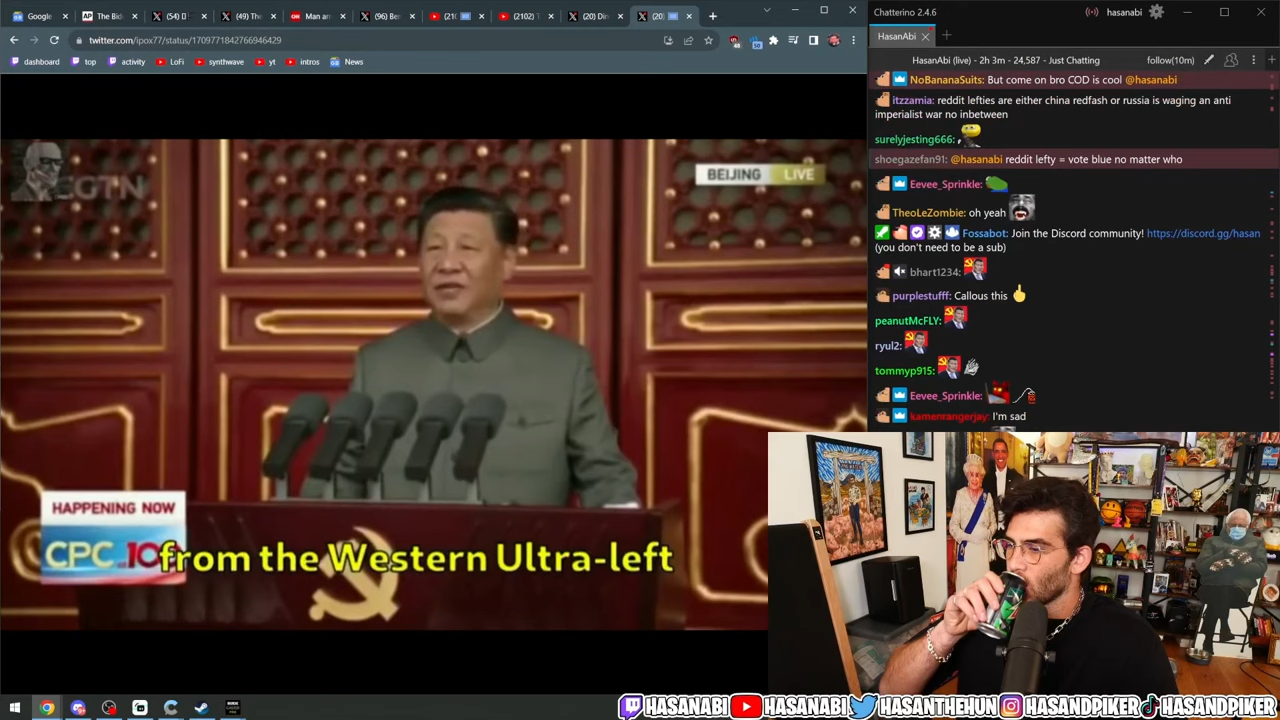 Google
AP The Bid
(54)
(49) The
Man an
(96) Be
(210
(2102) T
(20) Di
(20)
twitter.com/ipox77/status/1709771842766946429
dashboard
top
activity
LoFi
synthwave
yt
intros
News
CGTN
BEIJING LIVE
HAPPENING NOW
CPC at 10
from the Western Ultra-left
Chatterino 2.4.6
hasanabi
HasanAbi
HasanAbi (live) - 2h 3m - 24,587 - Just Chatting
follow(10m)
NoBananaSuits: But come on bro COD is cool @hasanabi
itzzamia: reddit lefties are either china redfash or russia is waging an anti
imperialist war no inbetween
surelyjesting666:
shoegazefan91: @hasanabi reddit lefty = vote blue no matter who
Eevee_Sprinkle:
TheoLeZombie: oh yeah
Fossabot: Join the Discord community! https://discord.gg/hasan
(you don't need to be a sub)
bhart1234:
purplestufff: Callous this
peanutMcFLY:
ryul2:
tommyp915:
Eevee_Sprinkle:
kamenrangerjay: I'm sad
HASANABI
HASANABI
HASANTHEHUN
HASANDPIKER
HASANDPIKER